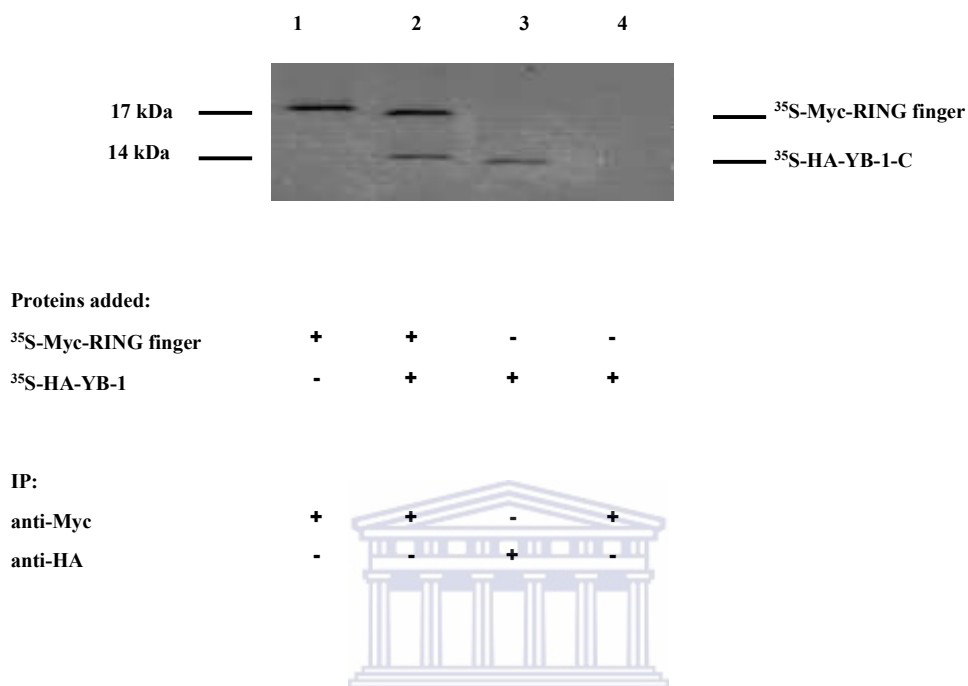 1 2 3 4
17 kDa ³⁵S-Myc-RING finger
14 kDa ³⁵S-HA-YB-1-C
Proteins added:
³⁵S-Myc-RING finger + + - -
³⁵S-HA-YB-1 - + + +
IP:
anti-Myc + + - +
anti-HA - - + -